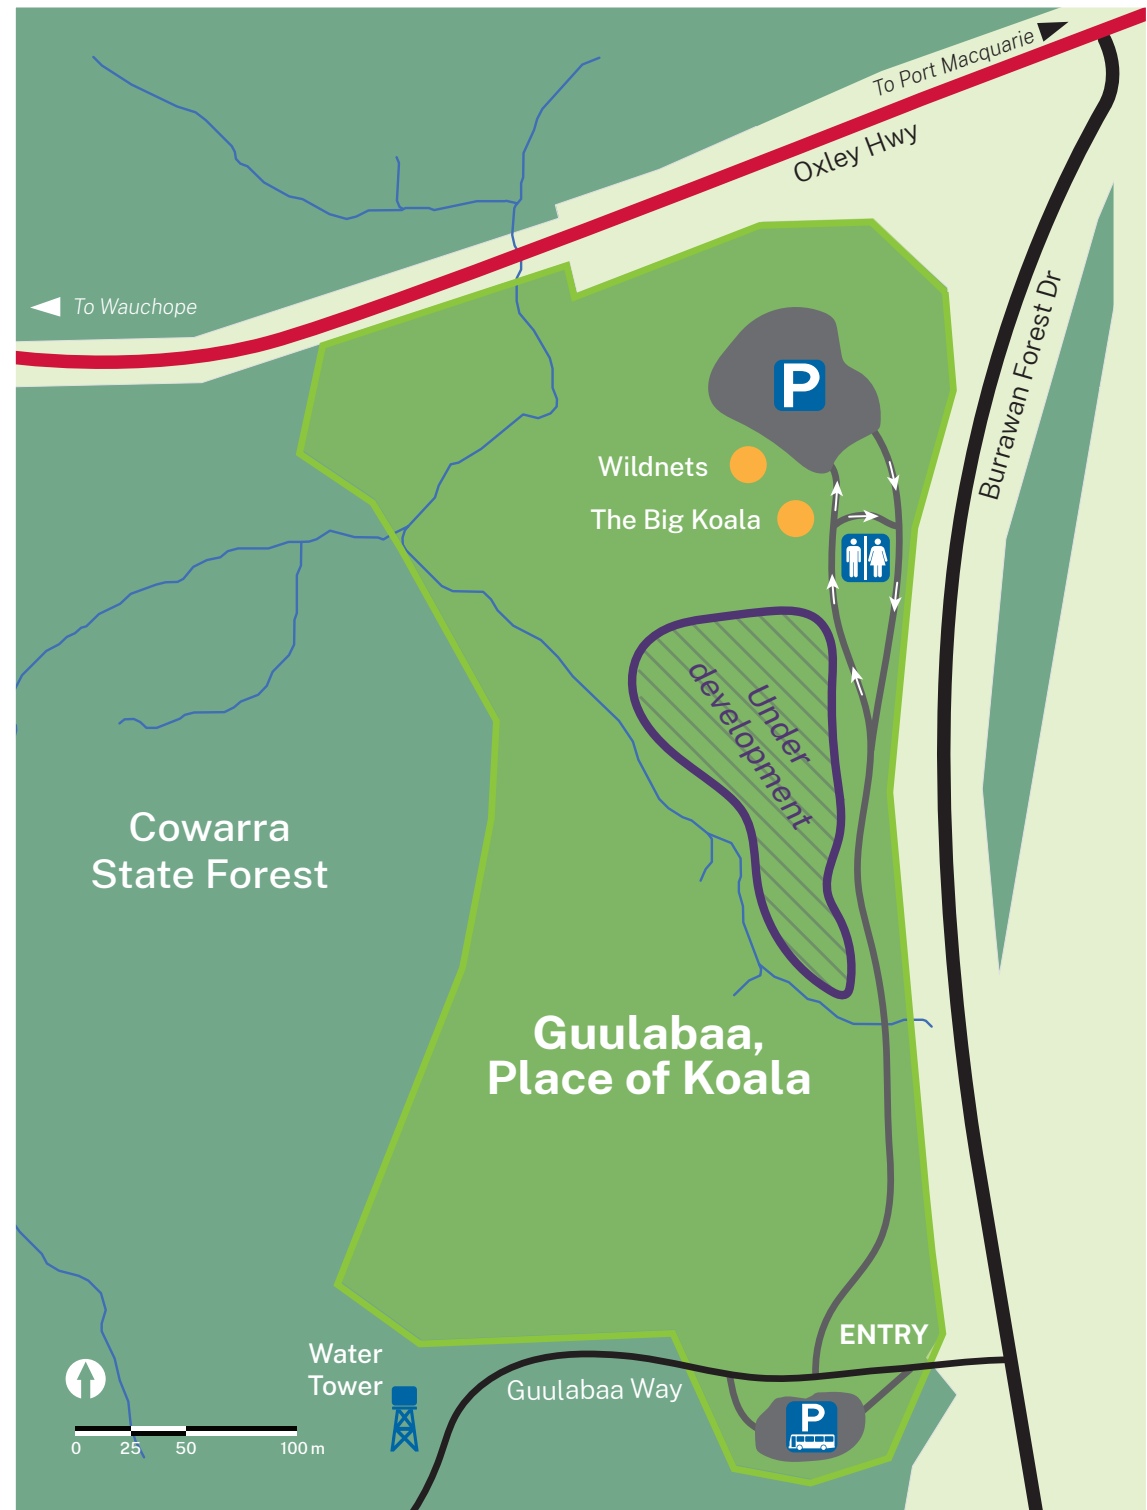 To Port Macquarie
Oxley Hwy
To Wauchope
P
Burrawan Forest Dr
Wildnets
The Big Koala
Under
development
Cowarra
State Forest
Guulabaa,
Place of Koala
ENTRY
Water
Tower
Guulabaa Way
P
0 25 50 100 m